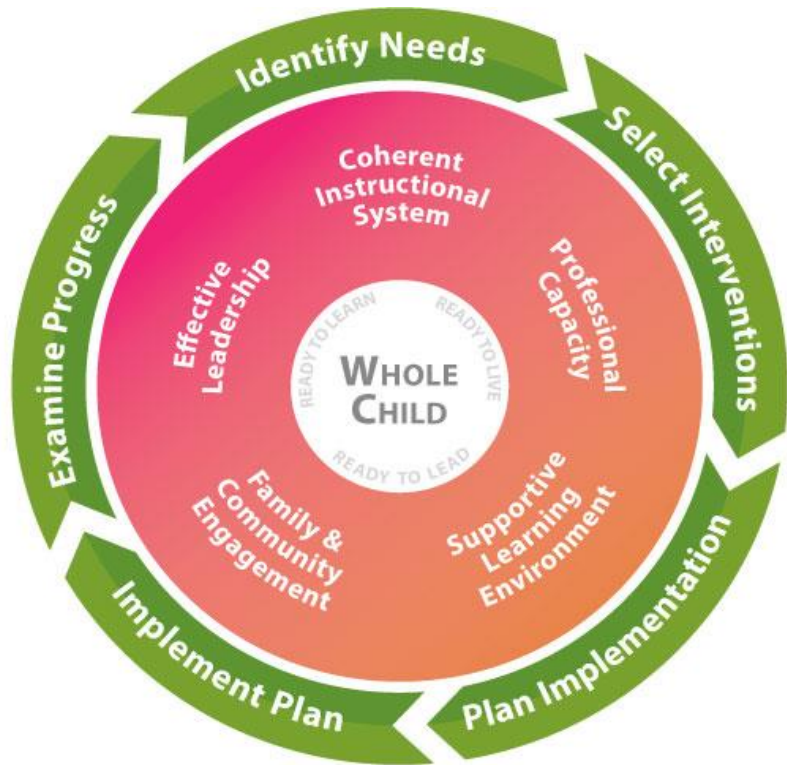 Identify Needs
Select Interventions
Plan Implementation
Implement Plan
Examine Progress
Coherent
Instructional
System
Professional
Capacity
Supportive
Learning
Environment
Family &
Community
Engagement
Effective
Leadership
READY TO LEARN
READY TO LIVE
READY TO LEAD
WHOLE
CHILD